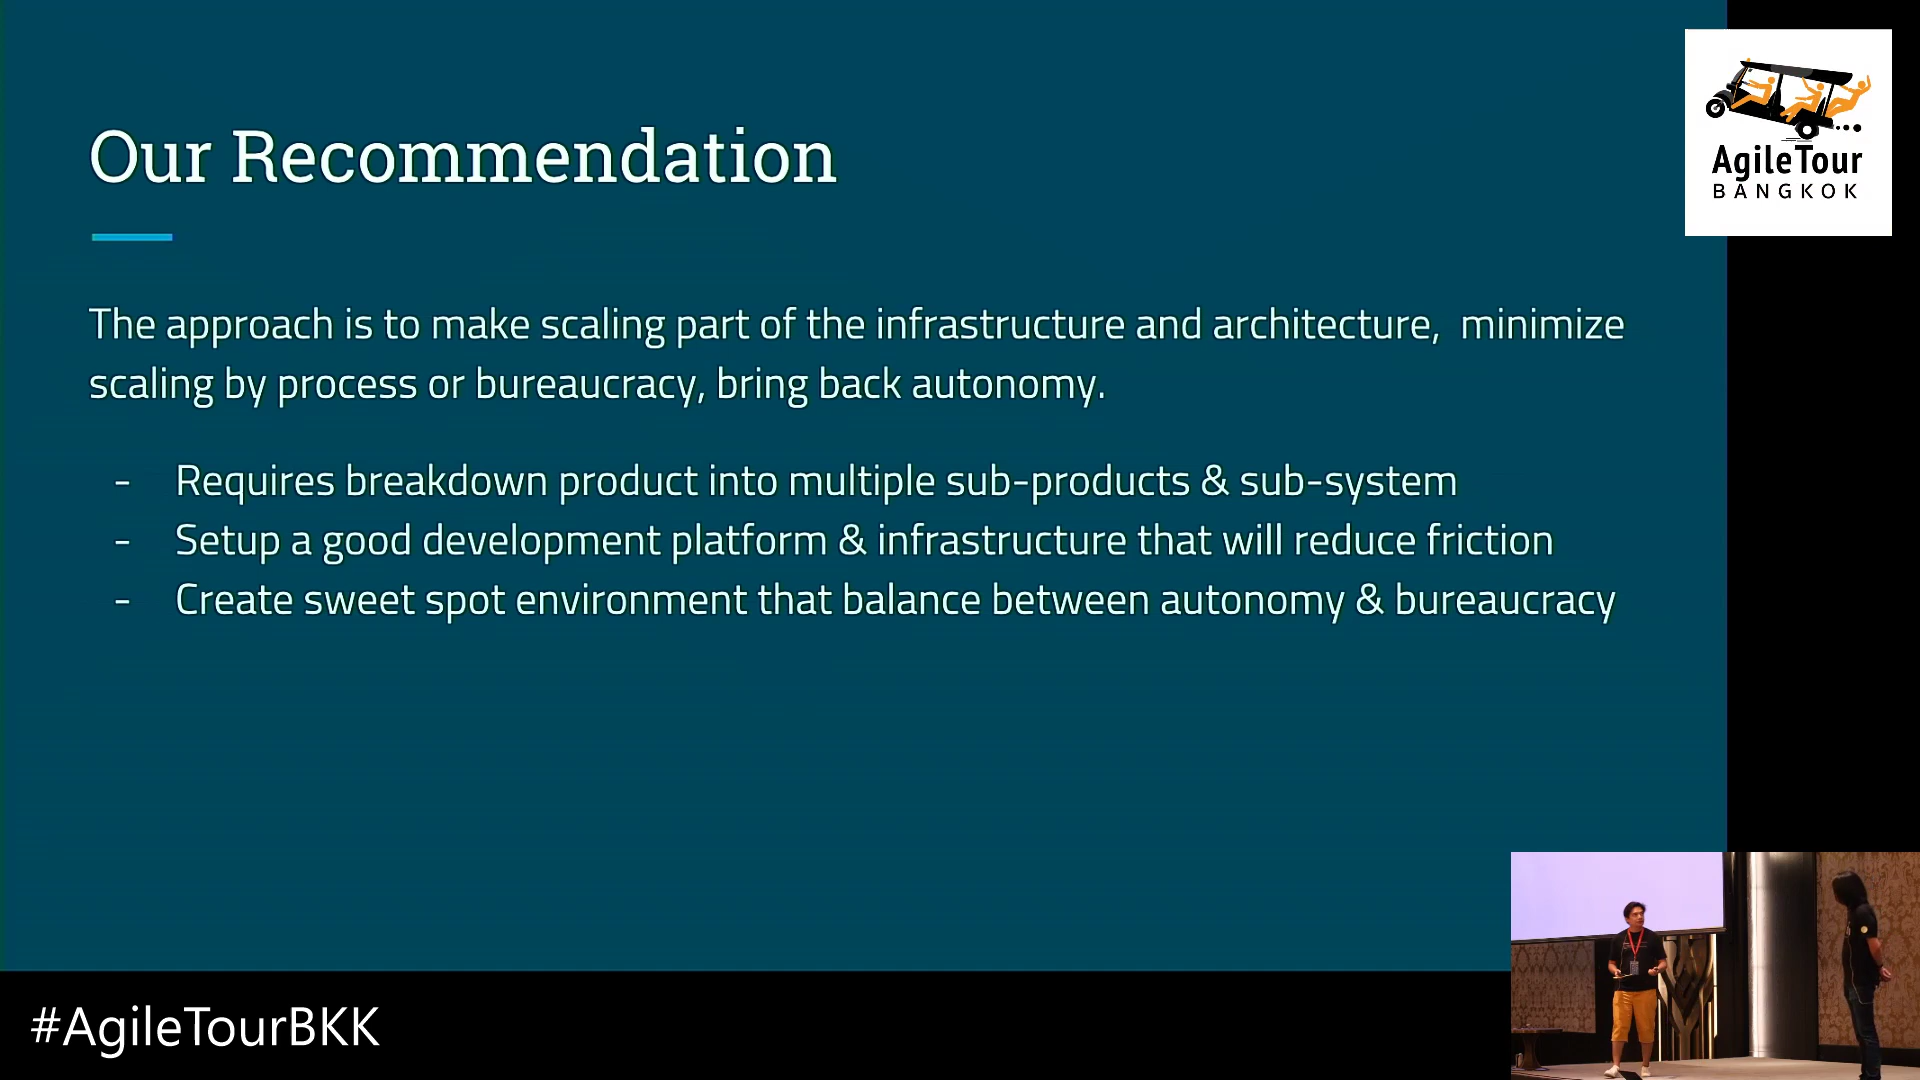 Our Recommendation
The approach is to make scaling part of the infrastructure and architecture,  minimize
scaling by process or bureaucracy, bring back autonomy.
- Requires breakdown product into multiple sub-products & sub-system
- Setup a good development platform & infrastructure that will reduce friction
- Create sweet spot environment that balance between autonomy & bureaucracy
AgileTour
BANGKOK
#AgileTourBKK